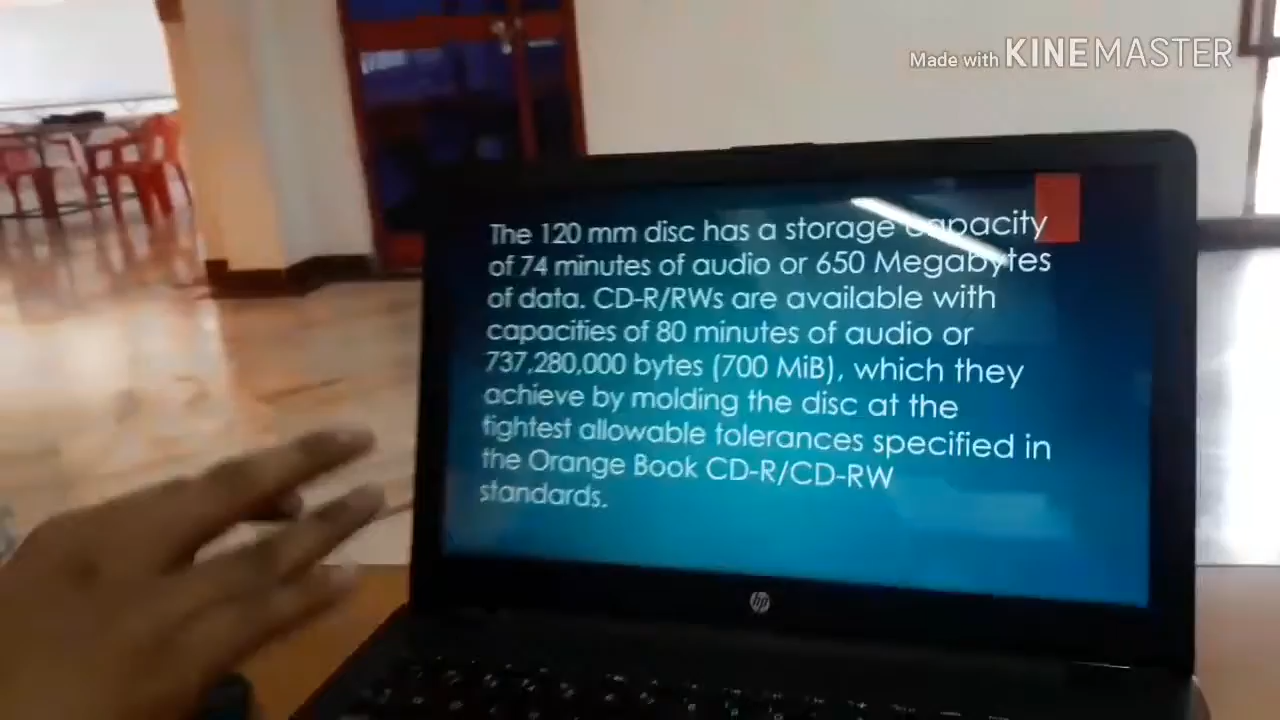 Made with KINEMASTER
The 120 mm disc has a storage capacity
of 74 minutes of audio or 650 Megabytes
of data. CD-R/RWs are available with
capacities of 80 minutes of audio or
737,280,000 bytes (700 MiB), which they
achieve by molding the disc at the
tightest allowable tolerances specified in
the Orange Book CD-R/CD-RW
standards.
hp